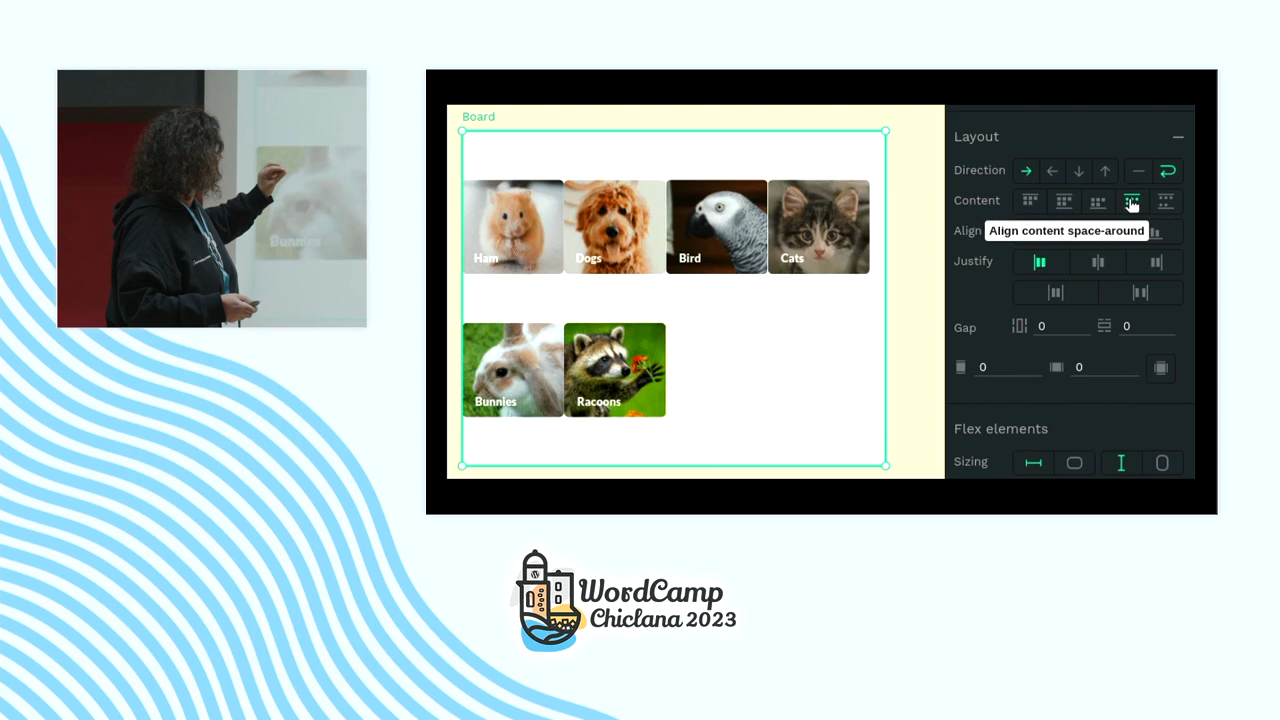 Bunnies
Board
Ham
Dogs
Bird
Cats
Bunnies
Racoons
Layout
Direction
Content
Align
Align content space-around
Justify
Gap
0
0
0
0
Flex elements
Sizing
WordCamp
Chiclana 2023